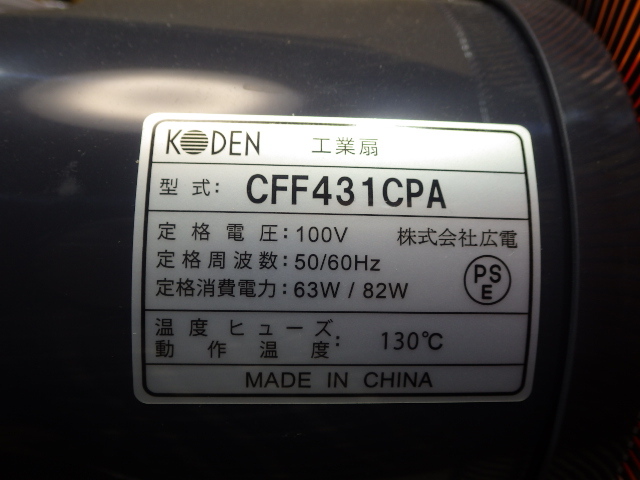 KODEN 工業扇
型式: CFF431CPA
定格電圧:100V 株式会社広電
定格周波数:50/60Hz
定格消費電力:63W / 82W
PS
E
温度ヒューズ
動作温度: 130℃
MADE IN CHINA